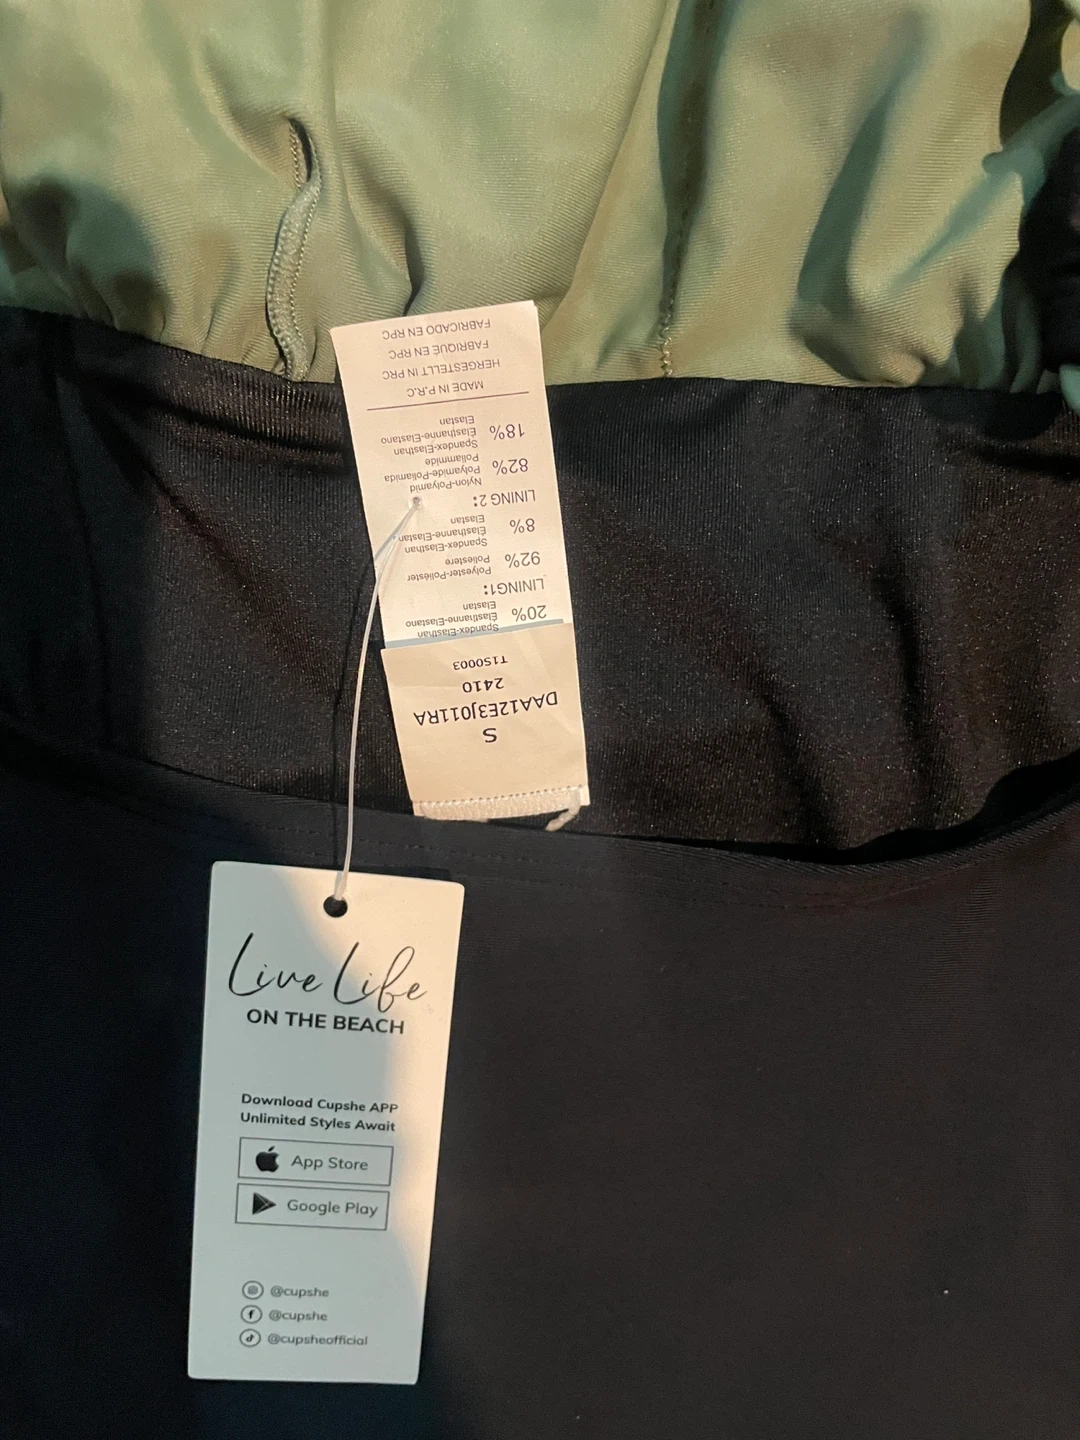 S
DAA12E3J011RA
2410
T1S0003
Spandex-Elasthan
20% Elasthanne-Elastano
Elastan
LINING1:
Polyester-Poliéster
92% Poliestere
Spandex-Elasthan
8% Elasthanne-Elastan
Elastan
LINING 2:
Nylon-Polyamid
82% Polyamide-Poliamida
Poliammide
Spandex-Elasthan
18% Elasthanne-Elastano
Elastan
MADE IN P.R.C
HERGESTELLT IN PRC
FABRIQUÉ EN RPC
FABRICADO EN RPC
Live Life
ON THE BEACH
Download Cupshe APP
Unlimited Styles Await
App Store
Google Play
@cupshe
@cupshe
@cupsheofficial